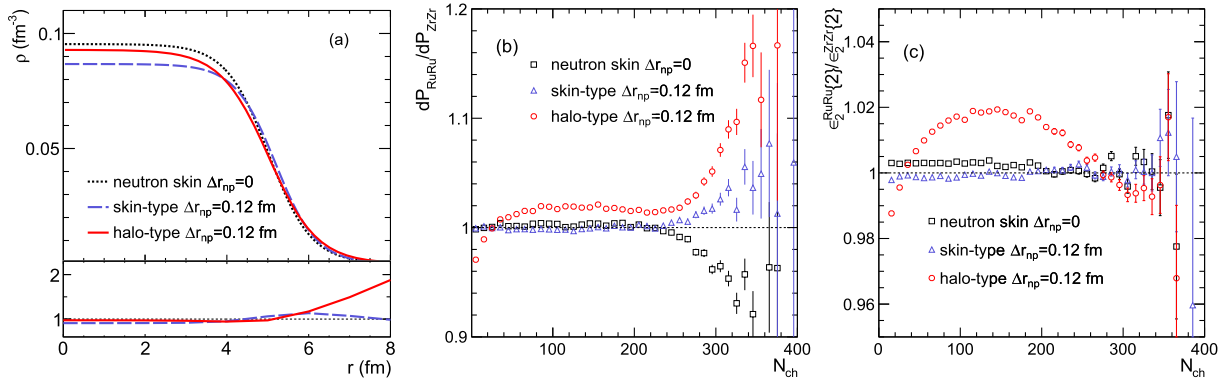 ρ (fm⁻³)
0.1
0.05
(a)
neutron skin Δr_np=0
skin-type Δr_np=0.12 fm
halo-type Δr_np=0.12 fm
2
1
0 2 4 6 8
r (fm)
dP_RuRu/dP_ZrZr
1.2
1.1
1
0.9
(b)
neutron skin Δr_np=0
skin-type Δr_np=0.12 fm
halo-type Δr_np=0.12 fm
0 100 200 300 400
N_ch
ε₂^RuRu{2}/ε₂^ZrZr{2}
1.04
1.02
1
0.98
0.96
(c)
neutron skin Δr_np=0
skin-type Δr_np=0.12 fm
halo-type Δr_np=0.12 fm
0 100 200 300 400
N_ch